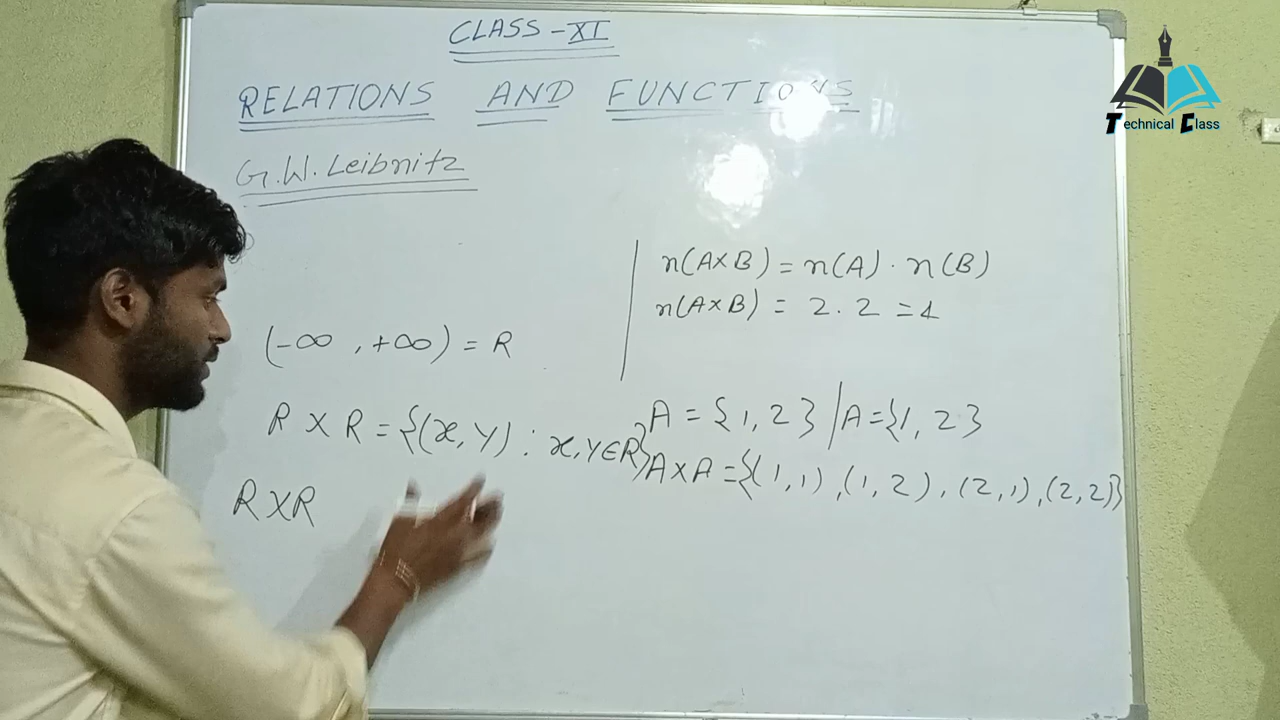 CLASS - XI
RELATIONS AND FUNCTIONS
G.W. Leibnitz
(-∞ , +∞) = R
R X R = {(x, y) : x, y ∈ R}
R X R
n(A×B) = n(A) · n(B)
n(A×B) = 2 . 2 = 4
A = {1, 2} / A = {1, 2}
A×A = {(1,1) , (1, 2) , (2, 1) , (2, 2)}
Technical Class